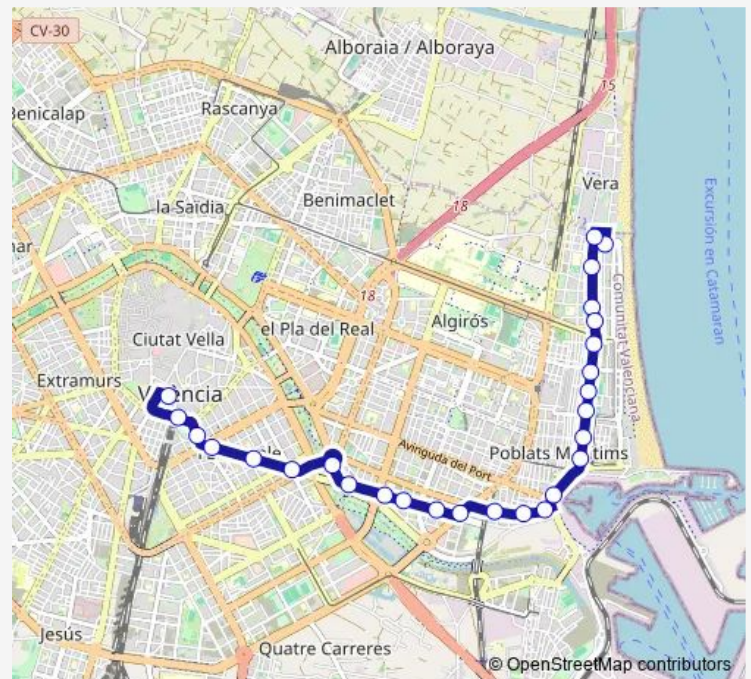 CV-30
Alboraia / Alboraya
15
Benicalap
Rascanya
Vera
Benimaclet
la Saïdia
18
Excursión en Catamaran
18
Comunitat Valenciana
Ciutat Vella
el Pla del Real
Algirós
Extramurs
València
Avinguda del Port
Poblats Marítims
Jesús
Quatre Carreres
© OpenStreetMap contributors